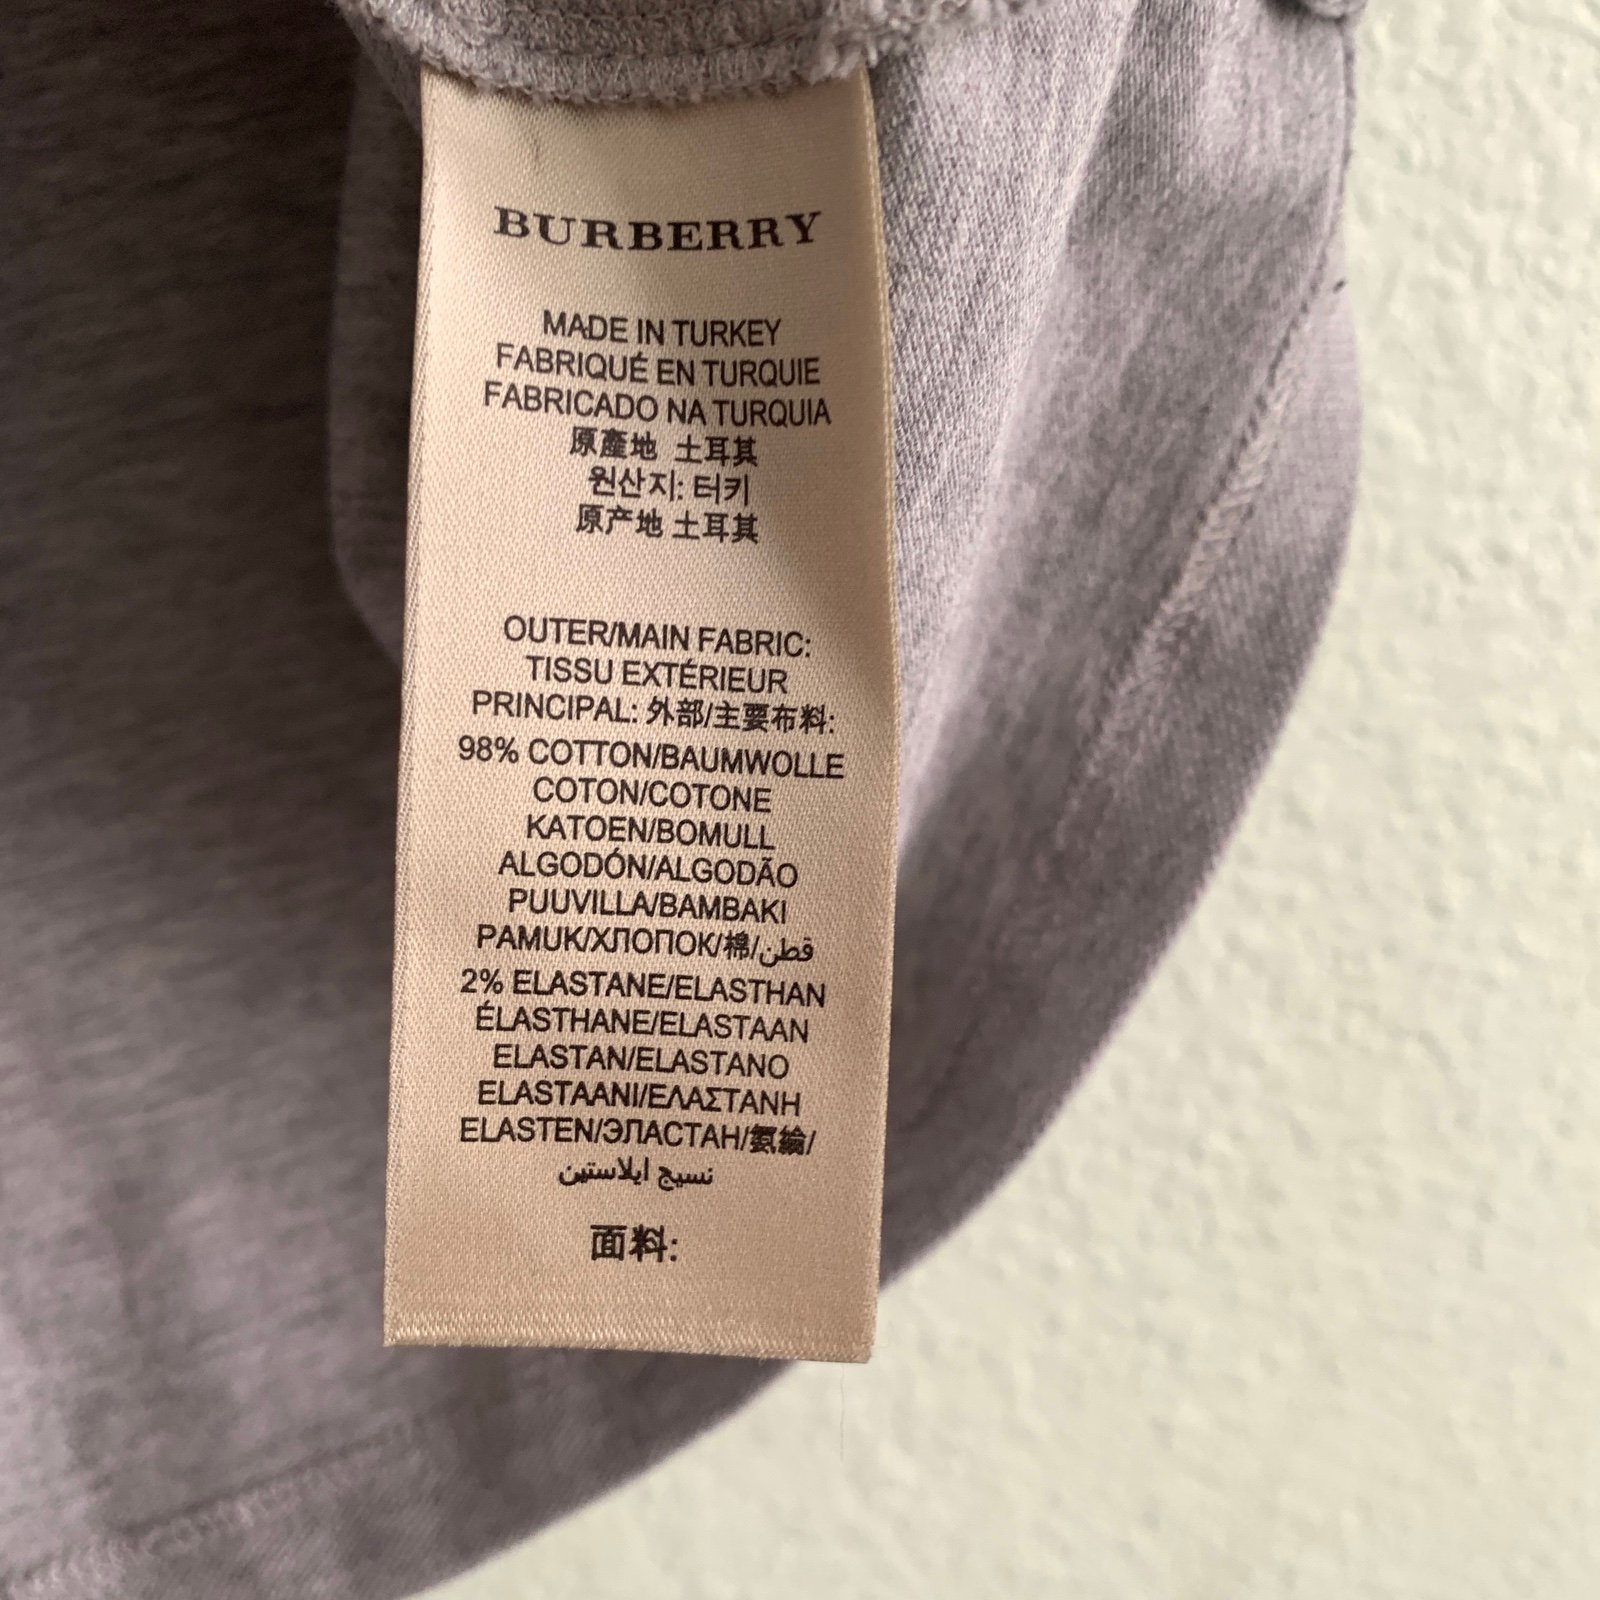 BURBERRY
MADE IN TURKEY
FABRIQUÉ EN TURQUIE
FABRICADO NA TURQUIA
原產地 土耳其
원산지: 터키
原产地 土耳其
OUTER/MAIN FABRIC:
TISSU EXTÉRIEUR
PRINCIPAL: 外部/主要布料:
98% COTTON/BAUMWOLLE
COTON/COTONE
KATOEN/BOMULL
ALGODÓN/ALGODÃO
PUUVILLA/BAMBAKI
PAMUK/ХЛОПОК/棉/قطن
2% ELASTANE/ELASTHAN
ÉLASTHANE/ELASTAAN
ELASTAN/ELASTANO
ELASTAANI/ΕΛΑΣΤΑΝΗ
ELASTEN/ЭЛАСТАН/氨綸/
نسيج ايلاستين
面料: